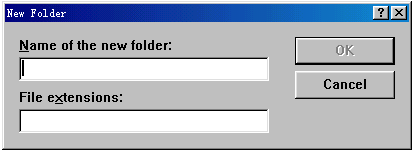 New Folder
Name of the new folder:
OK
Cancel
File extensions: